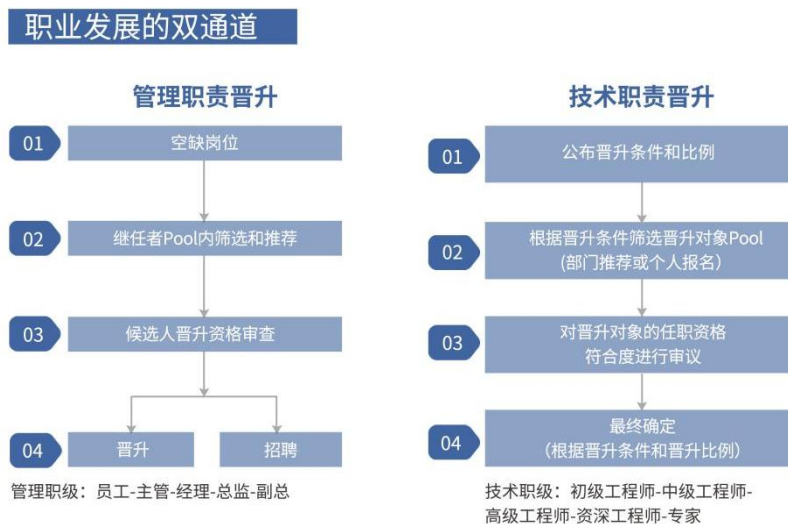 职业发展的双通道
管理职责晋升
01
空缺岗位
02
继任者Pool内筛选和推荐
03
候选人晋升资格审查
04
晋升
招聘
管理职级：员工-主管-经理-总监-副总
技术职责晋升
01
公布晋升条件和比例
02
根据晋升条件筛选晋升对象Pool
(部门推荐或个人报名）
03
对晋升对象的任职资格
符合度进行审议
04
最终确定
（根据晋升条件和晋升比例）
技术职级：初级工程师-中级工程师-
高级工程师-资深工程师-专家